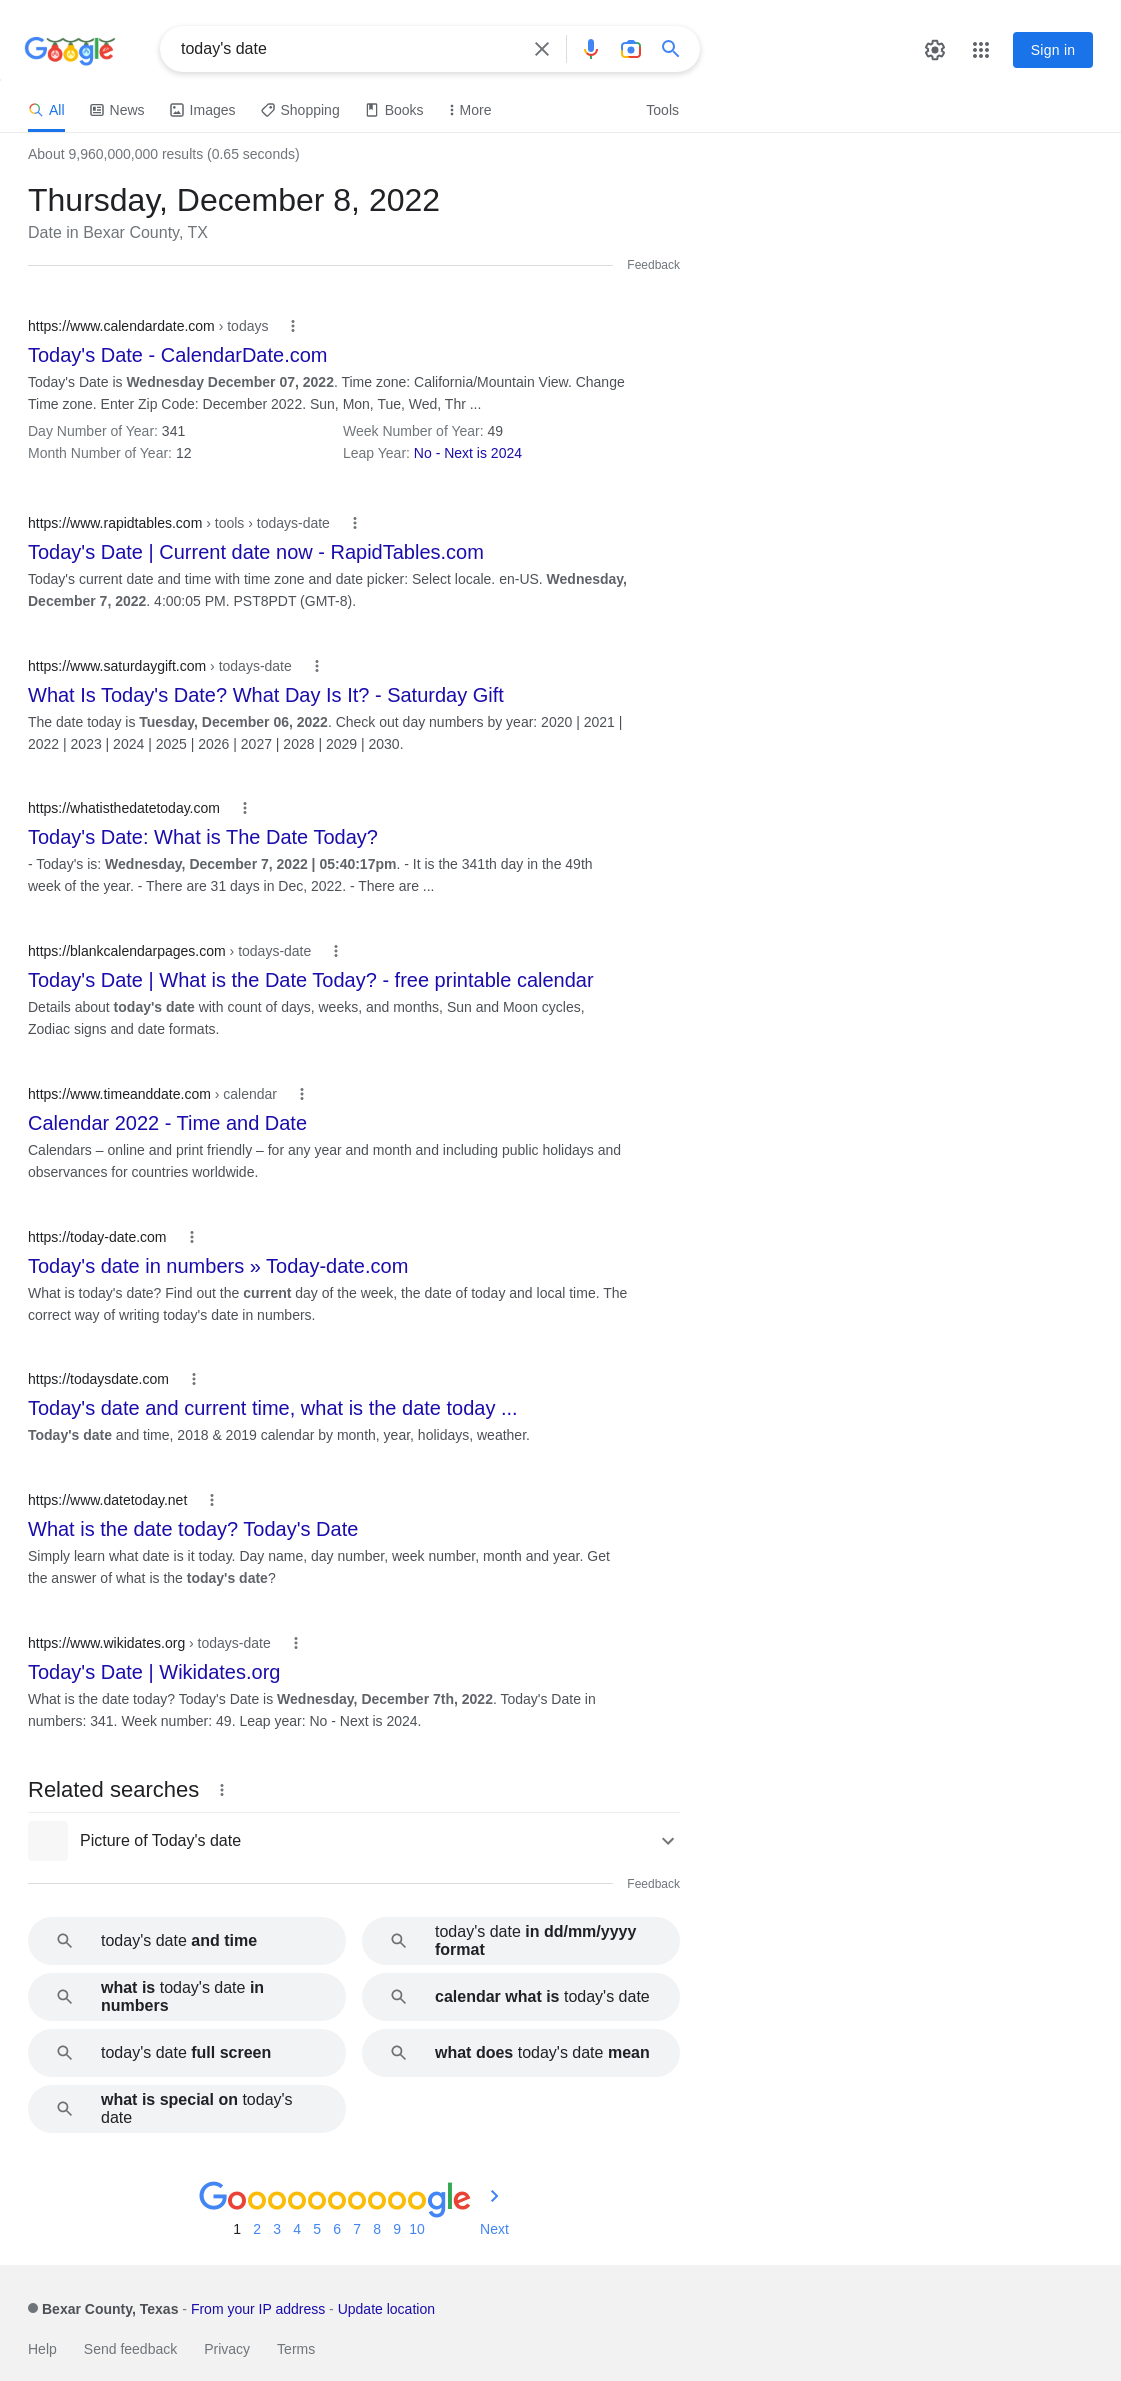 Google
today's date
Sign in
All News Images Shopping Books More Tools
About 9,960,000,000 results (0.65 seconds)
Thursday, December 8, 2022
Date in Bexar County, TX
Feedback
https://www.calendardate.com › todays
Today's Date - CalendarDate.com
Today's Date is Wednesday December 07, 2022. Time zone: California/Mountain View. Change
Time zone. Enter Zip Code: December 2022. Sun, Mon, Tue, Wed, Thr ...
Day Number of Year: 341 Week Number of Year: 49
Month Number of Year: 12 Leap Year: No - Next is 2024
https://www.rapidtables.com › tools › todays-date
Today's Date | Current date now - RapidTables.com
Today's current date and time with time zone and date picker: Select locale. en-US. Wednesday,
December 7, 2022. 4:00:05 PM. PST8PDT (GMT-8).
https://www.saturdaygift.com › todays-date
What Is Today's Date? What Day Is It? - Saturday Gift
The date today is Tuesday, December 06, 2022. Check out day numbers by year: 2020 | 2021 |
2022 | 2023 | 2024 | 2025 | 2026 | 2027 | 2028 | 2029 | 2030.
https://whatisthedatetoday.com
Today's Date: What is The Date Today?
- Today's is: Wednesday, December 7, 2022 | 05:40:17pm. - It is the 341th day in the 49th
week of the year. - There are 31 days in Dec, 2022. - There are ...
https://blankcalendarpages.com › todays-date
Today's Date | What is the Date Today? - free printable calendar
Details about today's date with count of days, weeks, and months, Sun and Moon cycles,
Zodiac signs and date formats.
https://www.timeanddate.com › calendar
Calendar 2022 - Time and Date
Calendars – online and print friendly – for any year and month and including public holidays and
observances for countries worldwide.
https://today-date.com
Today's date in numbers » Today-date.com
What is today's date? Find out the current day of the week, the date of today and local time. The
correct way of writing today's date in numbers.
https://todaysdate.com
Today's date and current time, what is the date today ...
Today's date and time, 2018 & 2019 calendar by month, year, holidays, weather.
https://www.datetoday.net
What is the date today? Today's Date
Simply learn what date is it today. Day name, day number, week number, month and year. Get
the answer of what is the today's date?
https://www.wikidates.org › todays-date
Today's Date | Wikidates.org
What is the date today? Today's Date is Wednesday, December 7th, 2022. Today's Date in
numbers: 341. Week number: 49. Leap year: No - Next is 2024.
Related searches
Picture of Today's date
Feedback
today's date and time
today's date in dd/mm/yyyy
format
what is today's date in
numbers
calendar what is today's date
today's date full screen
what does today's date mean
what is special on today's
date
Goooooooooogle
1 2 3 4 5 6 7 8 9 10 Next
Bexar County, Texas - From your IP address - Update location
Help Send feedback Privacy Terms